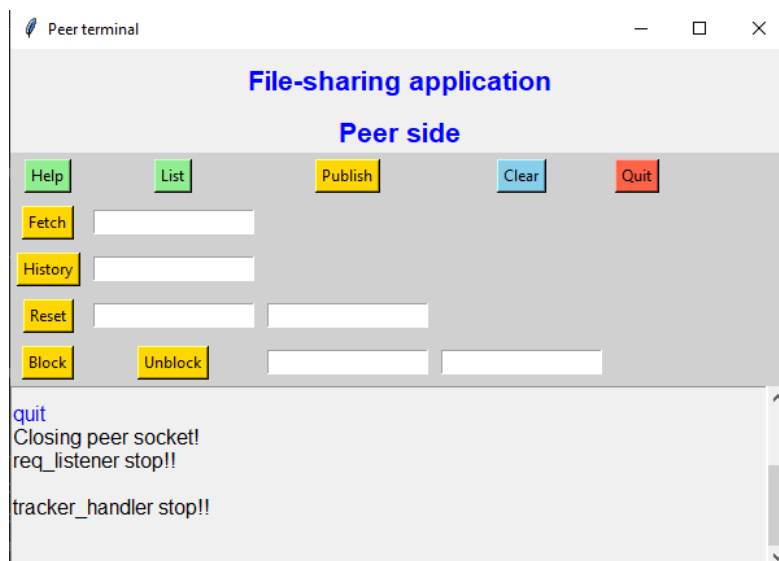 Peer terminal
File-sharing application
Peer side
Help List Publish Clear Quit
Fetch
History
Reset
Block Unblock
quit
Closing peer socket!
req_listener stop!!
tracker_handler stop!!